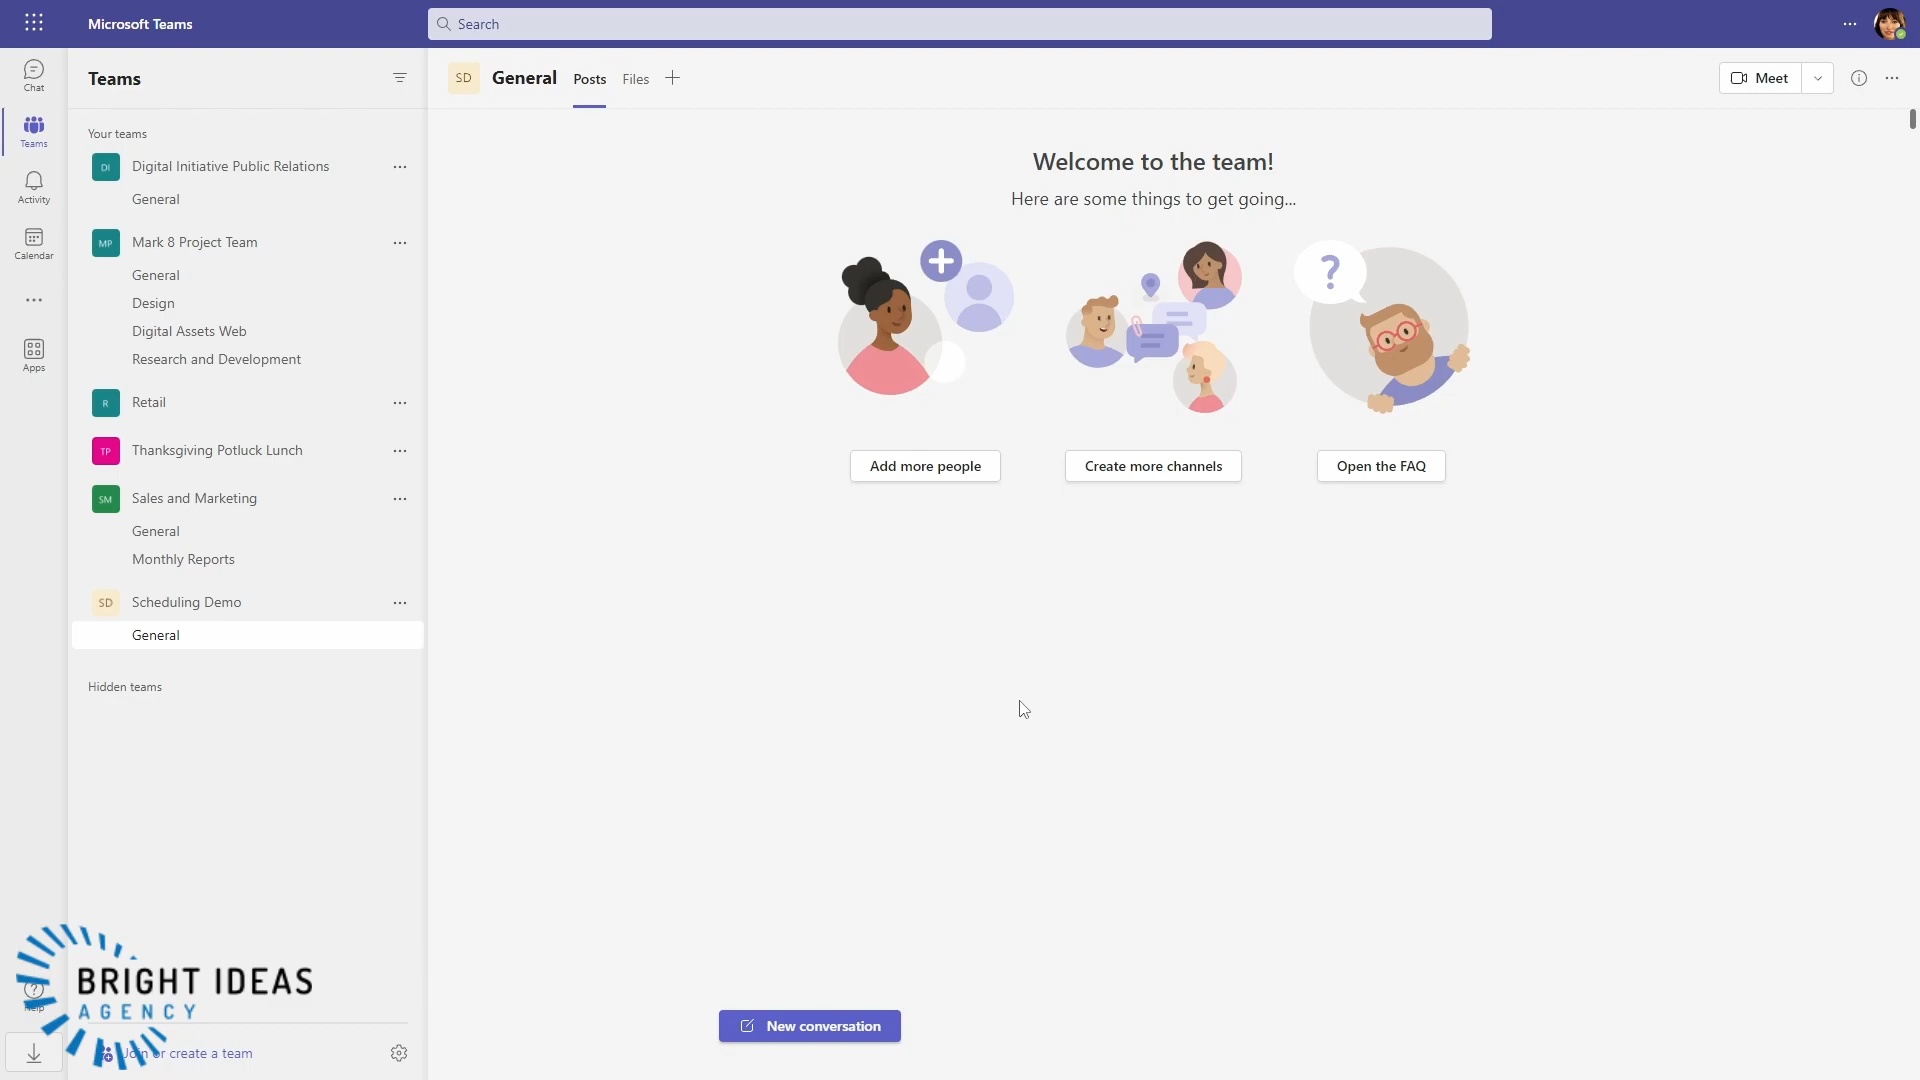 Microsoft Teams
Search
Chat
Teams
Activity
Calendar
Apps
Help
Teams
Your teams
DI Digital Initiative Public Relations
General
MP Mark 8 Project Team
General
Design
Digital Assets Web
Research and Development
R Retail
TP Thanksgiving Potluck Lunch
SM Sales and Marketing
General
Monthly Reports
SD Scheduling Demo
General
Hidden teams
BRIGHT IDEAS
AGENCY
Join or create a team
SD General Posts Files
Meet
Welcome to the team!
Here are some things to get going...
?
Add more people
Create more channels
Open the FAQ
New conversation